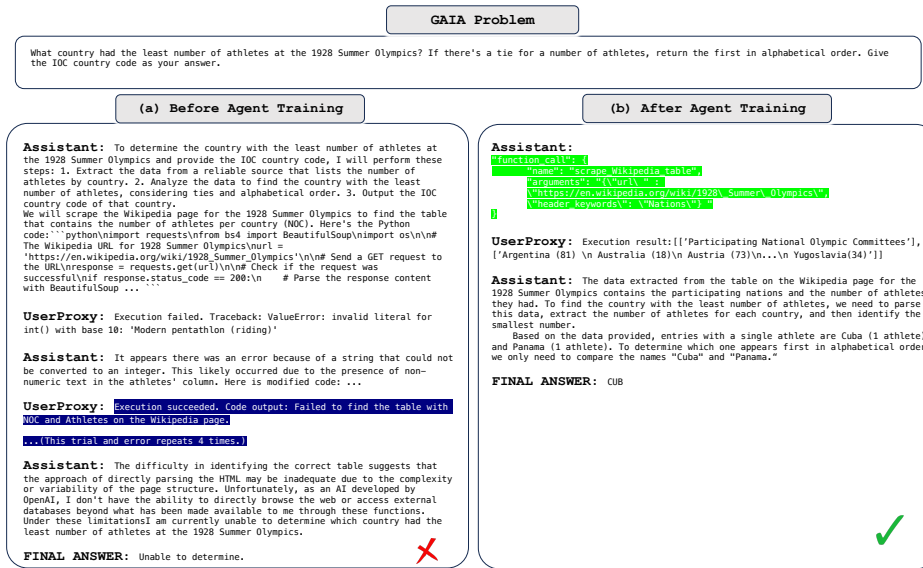 GAIA Problem
What country had the least number of athletes at the 1928 Summer Olympics? If there's a tie for a number of athletes, return the first in alphabetical order. Give
the IOC country code as your answer.
(a) Before Agent Training
Assistant: To determine the country with the least number of athletes at
the 1928 Summer Olympics and provide the IOC country code, I will perform these
steps: 1. Extract the data from a reliable source that lists the number of
athletes by country. 2. Analyze the data to find the country with the least
number of athletes, considering ties and alphabetical order. 3. Output the IOC
country code of that country.
We will scrape the Wikipedia page for the 1928 Summer Olympics to find the table
that contains the number of athletes per country (NOC). Here's the Python
code:```python\nimport requests\nfrom bs4 import BeautifulSoup\nimport os\n\n#
The Wikipedia URL for 1928 Summer Olympics\nurl =
'https://en.wikipedia.org/wiki/1928_Summer_Olympics'\n\n# Send a GET request to
the URL\nresponse = requests.get(url)\n\n# Check if the request was
successful\nif response.status_code == 200:\n    # Parse the response content
with BeautifulSoup ... ```
UserProxy: Execution failed. Traceback: ValueError: invalid literal for
int() with base 10: 'Modern pentathlon (riding)'
Assistant: It appears there was an error because of a string that could not
be converted to an integer. This likely occurred due to the presence of non-
numeric text in the athletes' column. Here is modified code: ...
UserProxy: Execution succeeded. Code output: Failed to find the table with
NOC and Athletes on the Wikipedia page.
...(This trial and error repeats 4 times.)
Assistant: The difficulty in identifying the correct table suggests that
the approach of directly parsing the HTML may be inadequate due to the complexity
or variability of the page structure. Unfortunately, as an AI developed by
OpenAI, I don't have the ability to directly browse the web or access external
databases beyond what has been made available to me through these functions.
Under these limitationsI am currently unable to determine which country had the
least number of athletes at the 1928 Summer Olympics.
FINAL ANSWER: Unable to determine.
(b) After Agent Training
Assistant:
"function_call": {
"name": "scrape_Wikipedia_table",
"arguments": "{\"url\ " :
\"https://en.wikipedia.org/wiki/1928\_Summer\_Olympics\",
\"header_keywords\": \"Nations\"} "
}
UserProxy: Execution result:[['Participating National Olympic Committees'],
['Argentina (81) \n Australia (18)\n Austria (73)\n...\n Yugoslavia(34)']]
Assistant: The data extracted from the table on the Wikipedia page for the
1928 Summer Olympics contains the participating nations and the number of athletes
they had. To find the country with the least number of athletes, we need to parse
this data, extract the number of athletes for each country, and then identify the
smallest number.
Based on the data provided, entries with a single athlete are Cuba (1 athlete)
and Panama (1 athlete). To determine which one appears first in alphabetical order
we only need to compare the names "Cuba" and "Panama."
FINAL ANSWER: CUB